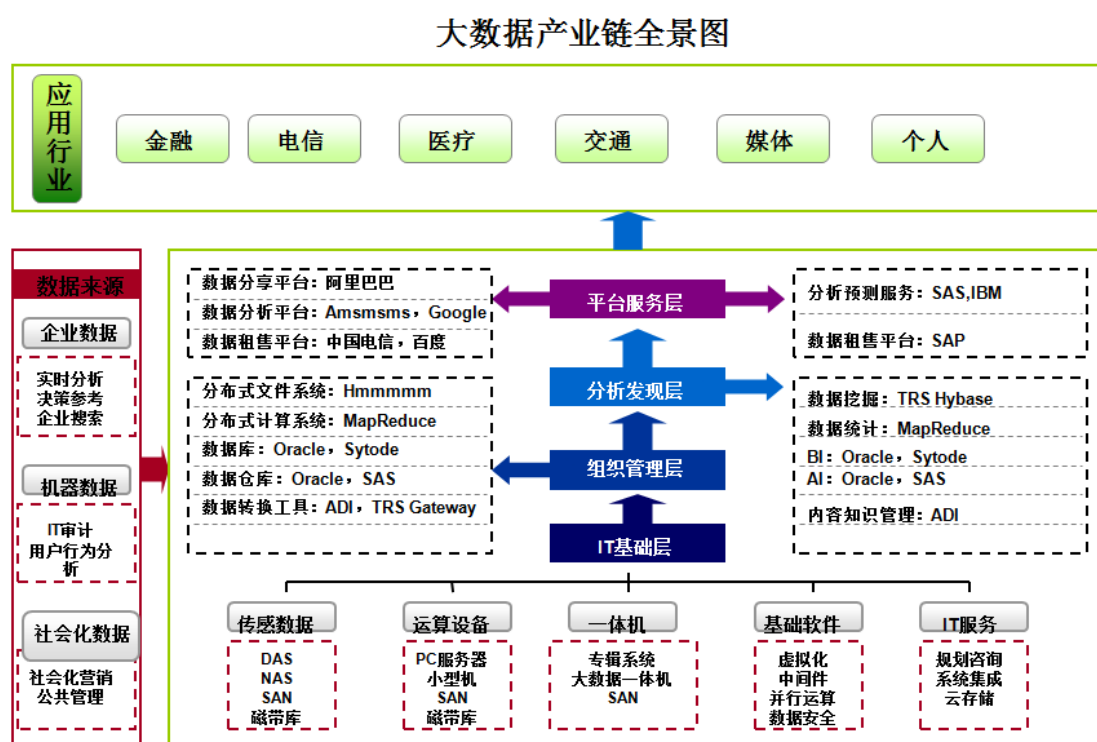 大数据产业链全景图
应用行业
金融
电信
医疗
交通
媒体
个人
数据来源
企业数据
实时分析
决策参考
企业搜索
机器数据
IT审计
用户行为分
析
社会化数据
社会化营销
公共管理
数据分享平台：阿里巴巴
数据分析平台：Amsmsms，Google
数据租售平台：中国电信，百度
平台服务层
分析预测服务：SAS,IBM
数据租售平台：SAP
分布式文件系统：Hmmmmm
分布式计算系统：MapReduce
数据库：Oracle，Sytode
数据仓库：Oracle，SAS
数据转换工具：ADI，TRS Gateway
分析发现层
组织管理层
IT基础层
数据挖掘：TRS Hybase
数据统计：MapReduce
BI：Oracle，Sytode
AI：Oracle，SAS
内容知识管理：ADI
传感数据
DAS
NAS
SAN
磁带库
运算设备
PC服务器
小型机
SAN
磁带库
一体机
专辑系统
大数据一体机
SAN
基础软件
虚拟化
中间件
并行运算
数据安全
IT服务
规划咨询
系统集成
云存储